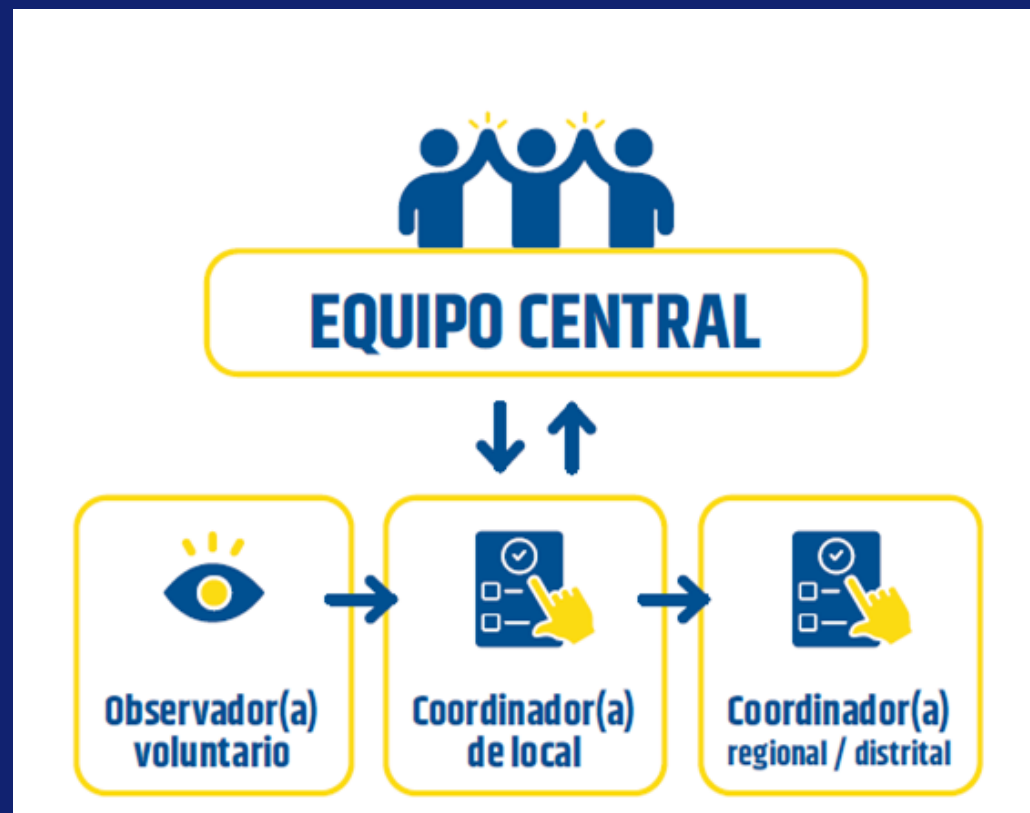 EQUIPO CENTRAL
Observador(a)
voluntario
Coordinador(a)
de local
Coordinador(a)
regional / distrital